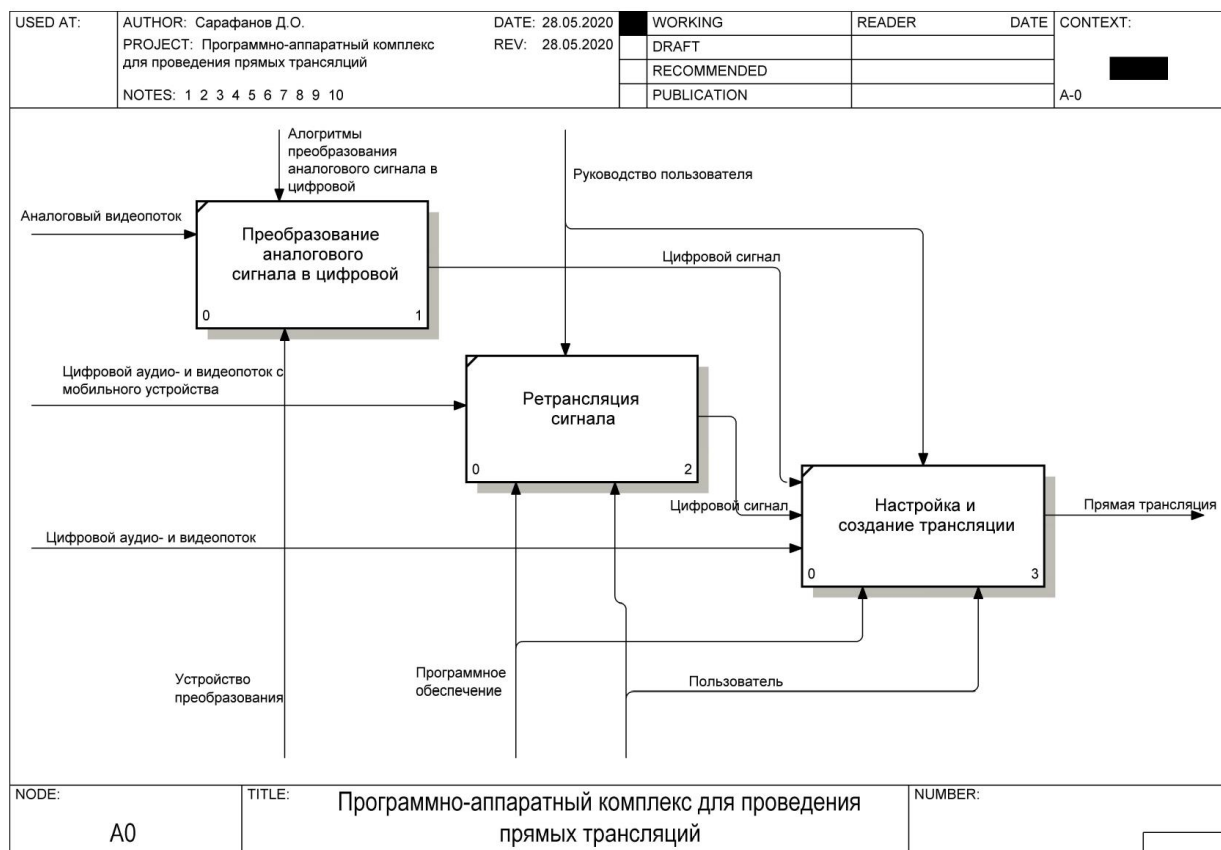 USED AT:
AUTHOR: Сарафанов Д.О.
DATE: 28.05.2020
PROJECT: Программно-аппаратный комплекс
для проведения прямых трансялций
REV: 28.05.2020
NOTES: 1 2 3 4 5 6 7 8 9 10
WORKING
DRAFT
RECOMMENDED
PUBLICATION
READER DATE
CONTEXT:
A-0
Алогритмы
преобразования
аналогового сигнала в
цифровой
Руководство пользователя
Аналоговый видеопоток
Преобразование
аналогового
сигнала в цифровой
0 1
Цифровой сигнал
Цифровой аудио- и видеопоток с
мобильного устройства
Ретрансляция
сигнала
0 2
Цифровой сигнал
Настройка и
создание трансляции
0 3
Прямая трансляция
Цифровой аудио- и видеопоток
Устройство
преобразования
Программное
обеспечение
Пользователь
NODE:
A0
TITLE:
Программно-аппаратный комплекс для проведения
прямых трансляций
NUMBER: